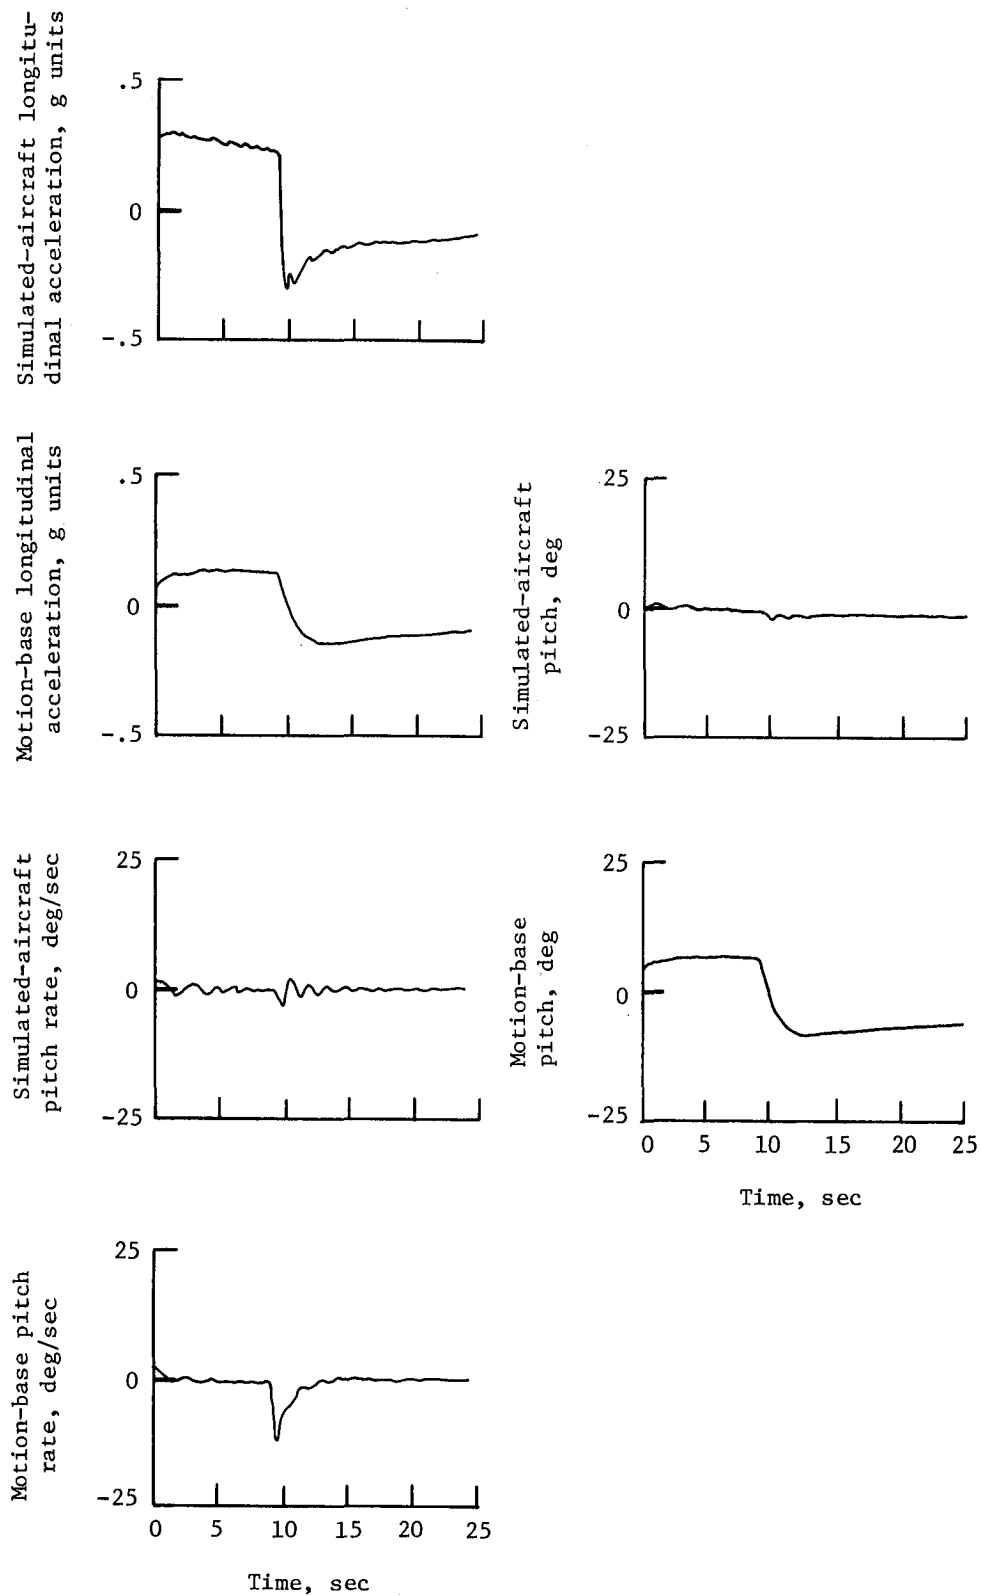 Simulated-aircraft longitu-
dinal acceleration, g units
.5
0
-.5
Motion-base longitudinal
acceleration, g units
.5
0
-.5
Simulated-aircraft
pitch, deg
25
0
-25
Simulated-aircraft
pitch rate, deg/sec
25
0
-25
Motion-base
pitch, deg
25
0
-25
0 5 10 15 20 25
Time, sec
Motion-base pitch
rate, deg/sec
25
0
-25
0 5 10 15 20 25
Time, sec